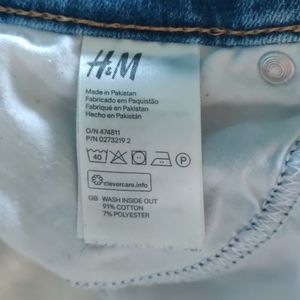 H&M
Made in Pakistan
Fabricado em Paquistão
Fabriqué en Pakistan
Hecho en Pakistán
O/N 474811
P/N 0273219 2
40
P
clevercare.info
GB WASH INSIDE OUT
91% COTTON
7% POLYESTER